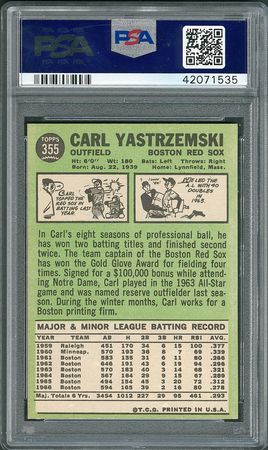 PSA PSA
42071535
TOPPS
355
CARL YASTRZEMSKI
OUTFIELD BOSTON RED SOX
Ht: 6'0" Wt: 180 Bats: Left Throws: Right
Born: Aug. 22, 1939 Home: Lynnfield, Mass.
CARL TOPPED THE RED SOX IN BATTING LAST YEAR.
HE LED THE A.L. WITH 40 DOUBLES IN 1965.
In Carl's eight seasons of professional ball, he
has won two batting titles and finished second
twice. The team captain of the Boston Red Sox
has won the Gold Glove Award for fielding four
times. Signed for a $100,000 bonus while attend-
ing Notre Dame, Carl played in the 1963 All-Star
game and was named reserve outfielder last sea-
son. During the winter months, Carl works for a
Boston printing firm.
MAJOR & MINOR LEAGUE BATTING RECORD
YEAR TEAM AB H 2B 3B HR RBI AVG.
1959 Raleigh 451 170 34 6 15 100 .377
1960 Minneap. 570 193 36 8 7 69 .339
1961 Boston 583 155 31 6 11 80 .266
1962 Boston 646 191 43 6 19 94 .296
1963 Boston 570 183 40 3 14 68 .321
1964 Boston 567 164 29 9 15 67 .289
1965 Boston 494 154 45 3 20 72 .312
1966 Boston 594 165 39 2 16 80 .278
Major Totals 6 Yrs. 3454 1012 227 29 95 461 .293
©T.C.G. PRINTED IN U.S.A.